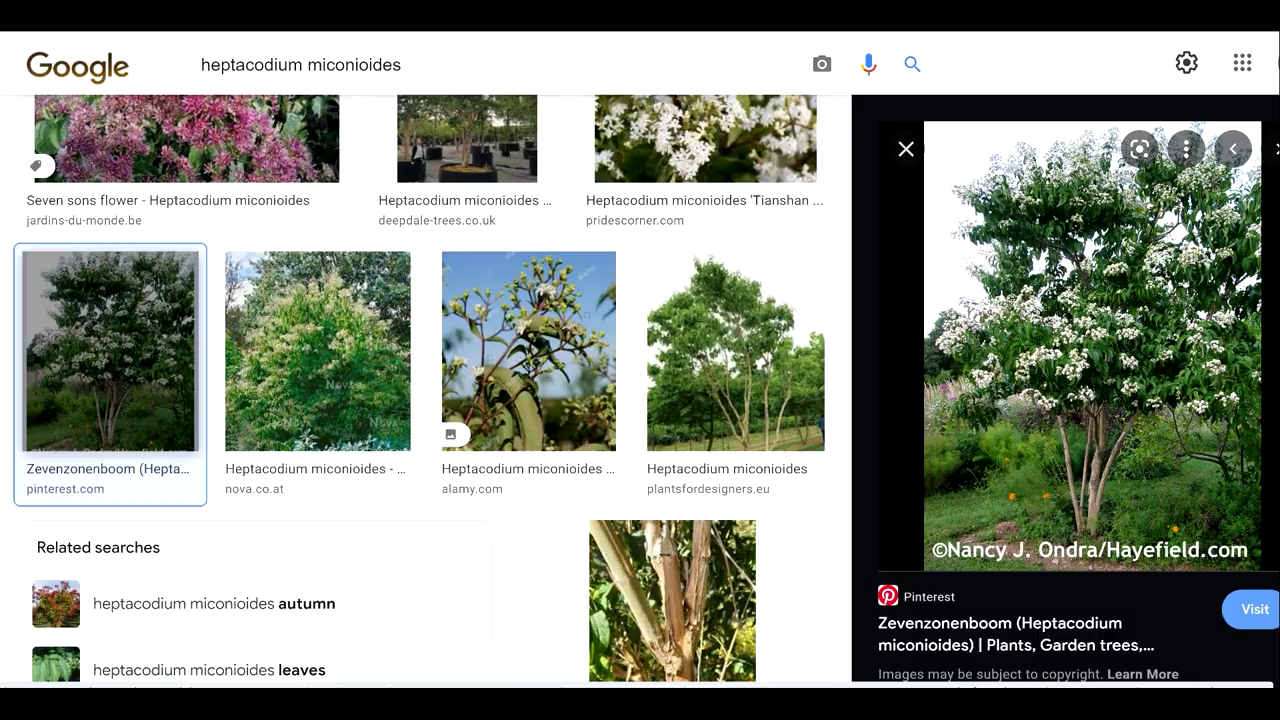 Google
heptacodium miconioides
Seven sons flower - Heptacodium miconioides
jardins-du-monde.be
Heptacodium miconioides ...
deepdale-trees.co.uk
Heptacodium miconioides 'Tianshan ...
pridescorner.com
Zevenzonenboom (Hepta...
pinterest.com
Heptacodium miconioides - ...
nova.co.at
Heptacodium miconioides ...
alamy.com
Heptacodium miconioides
plantsfordesigners.eu
Related searches
heptacodium miconioides autumn
heptacodium miconioides leaves
©Nancy J. Ondra/Hayefield.com
Pinterest
Visit
Zevenzonenboom (Heptacodium
miconioides) | Plants, Garden trees,...
Images may be subject to copyright. Learn More